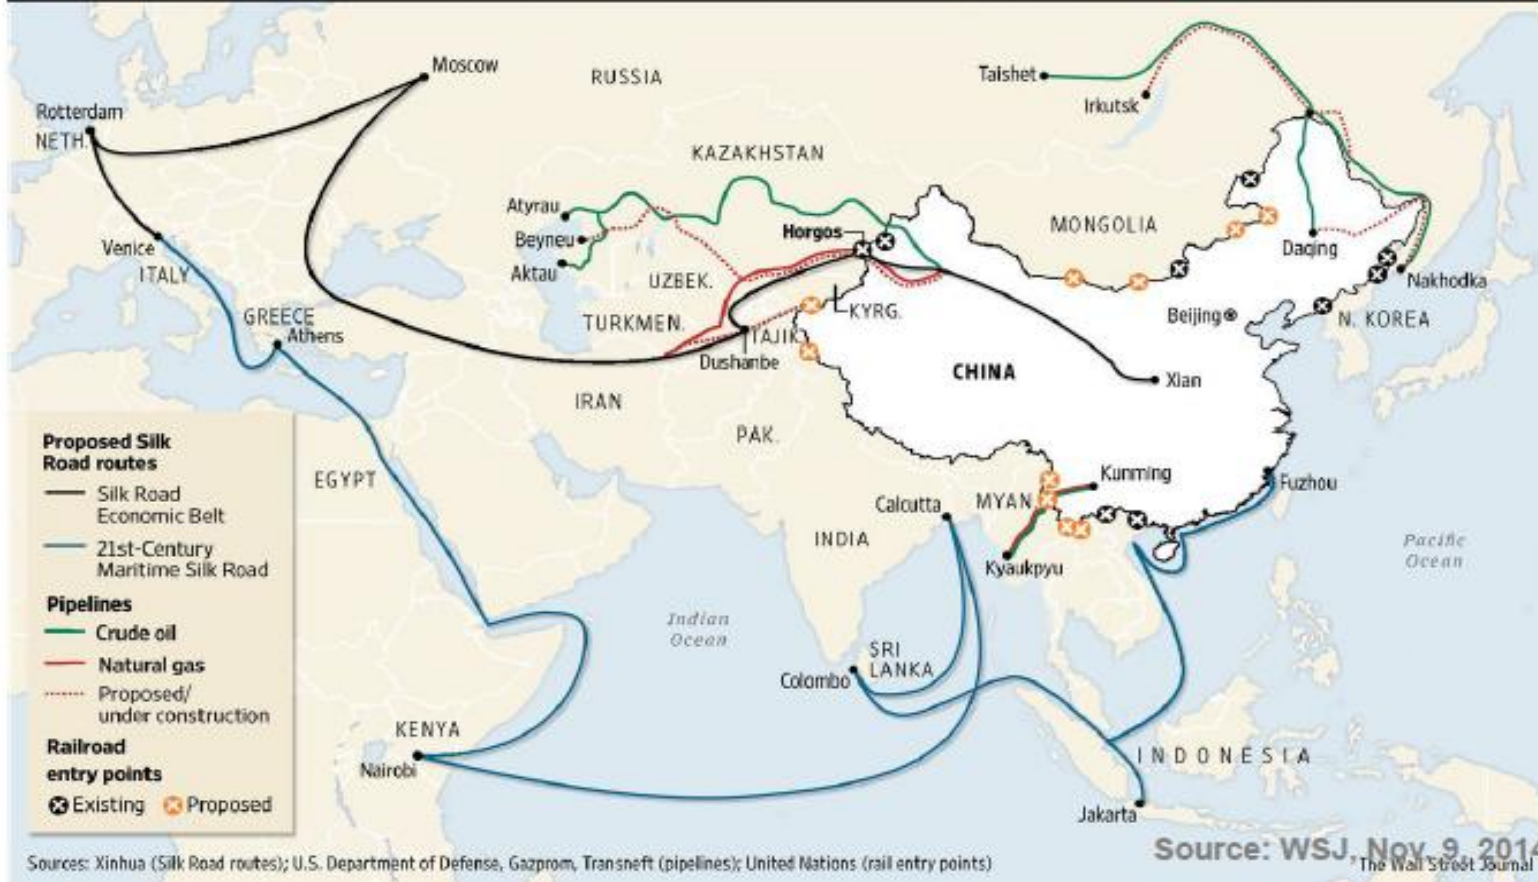 Moscow
RUSSIA
Taishet
Irkutsk
Rotterdam
NETH.
KAZAKHSTAN
Atyrau
Beyneu
Aktau
Horgos
MONGOLIA
Daqing
Nakhodka
Venice
ITALY
UZBEK.
KYRG.
Beijing
N. KOREA
GREECE
Athens
TURKMEN.
TAJIK.
Dushanbe
CHINA
Xian
IRAN
PAK.
EGYPT
Kunming
Fuzhou
Calcutta
MYAN.
INDIA
Kyaukpyu
Pacific
Ocean
Indian
Ocean
SRI
LANKA
Colombo
KENYA
Nairobi
INDONESIA
Jakarta
Proposed Silk
Road routes
Silk Road
Economic Belt
21st-Century
Maritime Silk Road
Pipelines
Crude oil
Natural gas
Proposed/
under construction
Railroad
entry points
Existing
Proposed
Sources: Xinhua (Silk Road routes); U.S. Department of Defense, Gazprom, Transneft (pipelines); United Nations (rail entry points)
Source: WSJ, Nov. 9, 2014
The Wall Street Journal